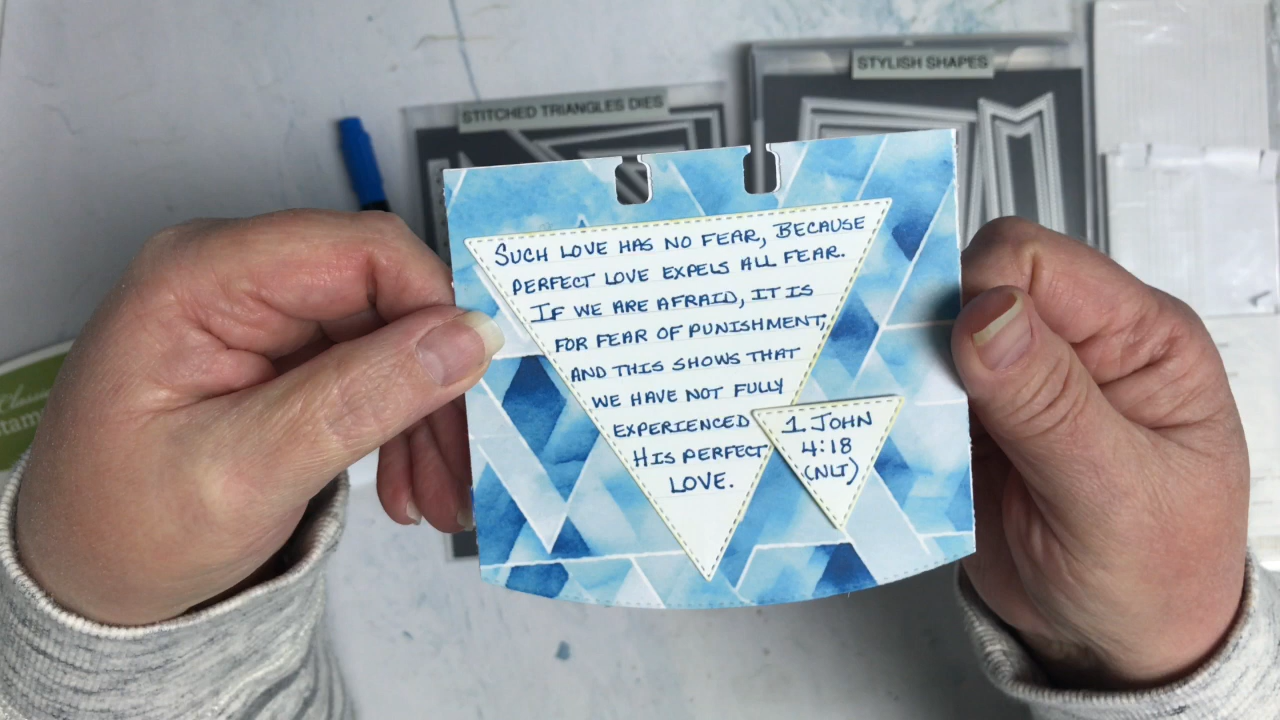 STYLISH SHAPES
STITCHED TRIANGLES DIES
SUCH LOVE HAS NO FEAR, BECAUSE
PERFECT LOVE EXPELS ALL FEAR.
IF WE ARE AFRAID, IT IS
FOR FEAR OF PUNISHMENT,
AND THIS SHOWS THAT
WE HAVE NOT FULLY
EXPERIENCED
HIS PERFECT
LOVE.
1 JOHN
4:18
(NLT)